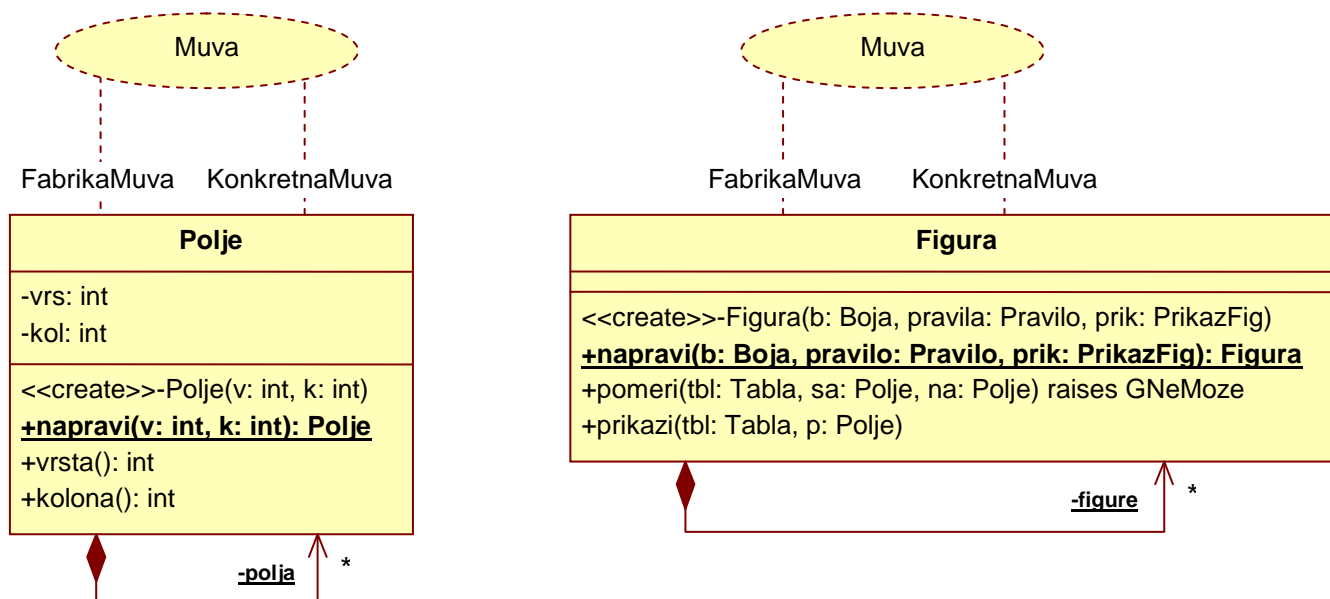 Muva
FabrikaMuva KonkretnaMuva
Polje
-vrs: int
-kol: int
<<create>>-Polje(v: int, k: int)
+napravi(v: int, k: int): Polje
+vrsta(): int
+kolona(): int
-polja *
Muva
FabrikaMuva KonkretnaMuva
Figura
<<create>>-Figura(b: Boja, pravila: Pravilo, prik: PrikazFig)
+napravi(b: Boja, pravilo: Pravilo, prik: PrikazFig): Figura
+pomeri(tbl: Tabla, sa: Polje, na: Polje) raises GNeMoze
+prikazi(tbl: Tabla, p: Polje)
-figure *